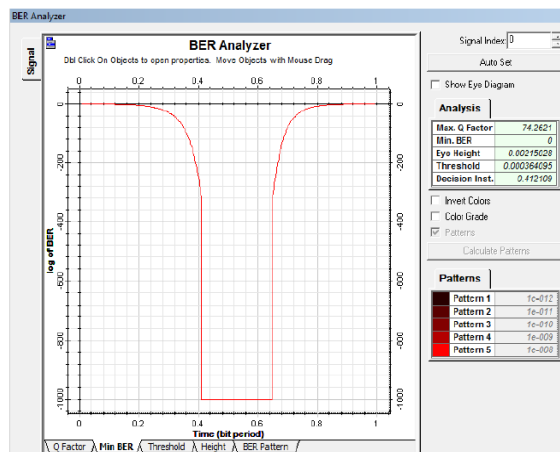 BER Analyzer
Signal
BER Analyzer
Dbl Click On Objects to open properties. Move Objects with Mouse Drag
0 0.2 0.4 0.6 0.8 1
0 -200 -400 -600 -800 -1000
log of BER
0 -200 -400 -600 -800 -1000
0 0.2 0.4 0.6 0.8 1
Time (bit period)
Q Factor Min BER Threshold Height BER Pattern
Signal Index: 0
Auto Set
Show Eye Diagram
Analysis
Max. Q Factor 74.2621
Min. BER 0
Eye Height 0.00215028
Threshold 0.000364095
Decision Inst. 0.412109
Invert Colors
Color Grade
Patterns
Calculate Patterns
Patterns
Pattern 1 1e-012
Pattern 2 1e-011
Pattern 3 1e-010
Pattern 4 1e-009
Pattern 5 1e-008